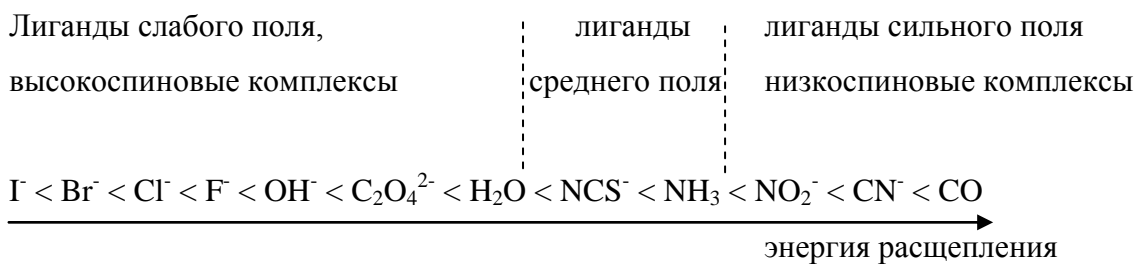 Лиганды слабого поля, лиганды лиганды сильного поля
высокоспиновые комплексы среднего поля низкоспиновые комплексы
I⁻ < Br⁻ < Cl⁻ < F⁻ < OH⁻ < C₂O₄²⁻ < H₂O < NCS⁻ < NH₃ < NO₂⁻ < CN⁻ < CO
энергия расщепления